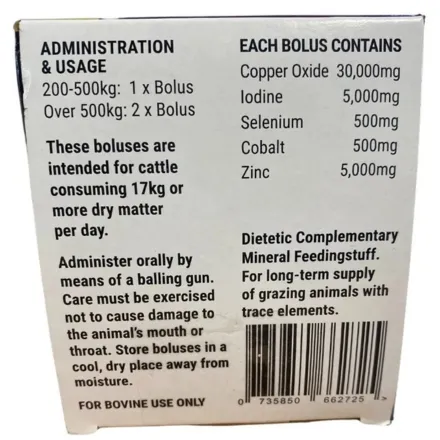 ADMINISTRATION
& USAGE
200-500kg: 1 x Bolus
Over 500kg: 2 x Bolus
These boluses are
intended for cattle
consuming 17kg or
more dry matter
per day.
Administer orally by
means of a balling gun.
Care must be exercised
not to cause damage to
the animal's mouth or
throat. Store boluses in a
cool, dry place away from
moisture.
FOR BOVINE USE ONLY
EACH BOLUS CONTAINS
Copper Oxide 30,000mg
Iodine 5,000mg
Selenium 500mg
Cobalt 500mg
Zinc 5,000mg
Dietetic Complementary
Mineral Feedingstuff.
For long-term supply
of grazing animals with
trace elements.
0 735850 662725 >